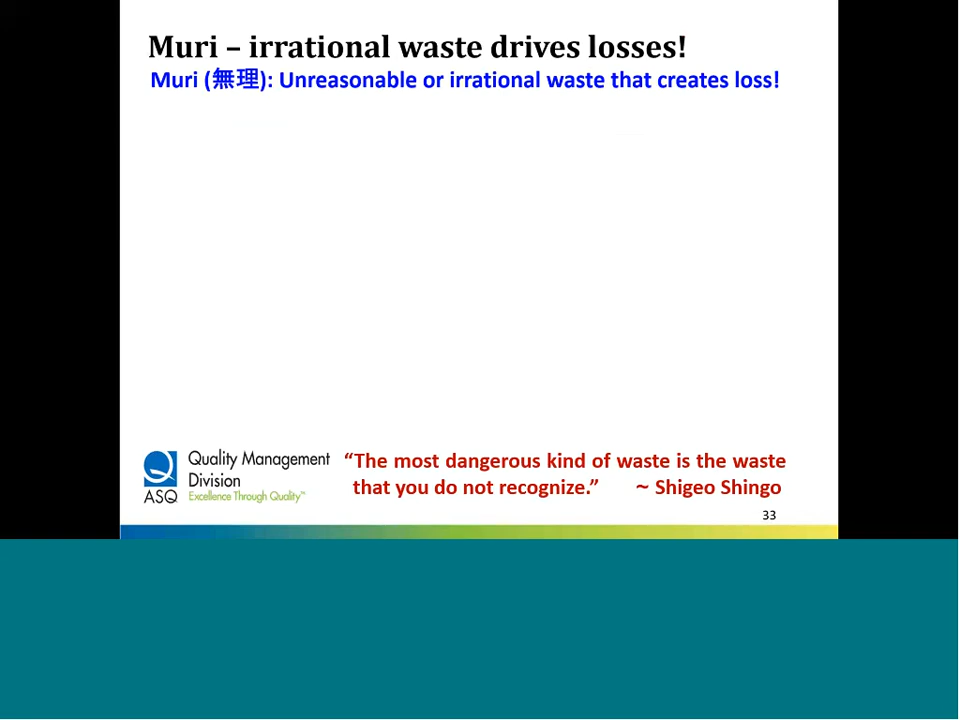 Muri – irrational waste drives losses!
Muri (無理): Unreasonable or irrational waste that creates loss!
Quality Management
Division
Excellence Through Quality™
ASQ
“The most dangerous kind of waste is the waste
that you do not recognize.” ~ Shigeo Shingo
33